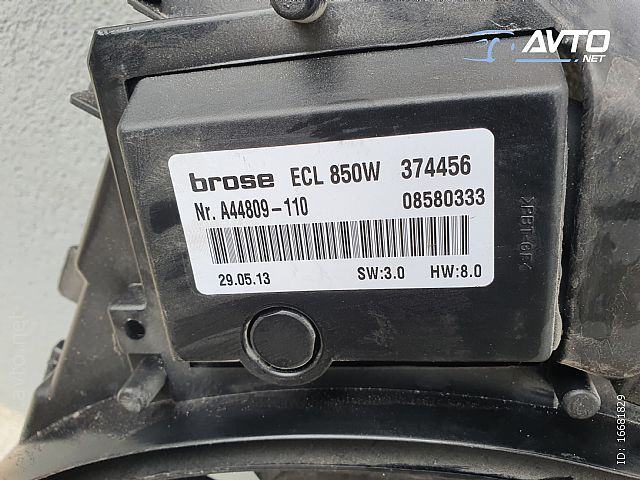 AVTO
.NET
brose ECL 850W 374456
Nr. A44809-110 08580333
29.05.13 SW:3.0 HW:8.0
ID: 16681829